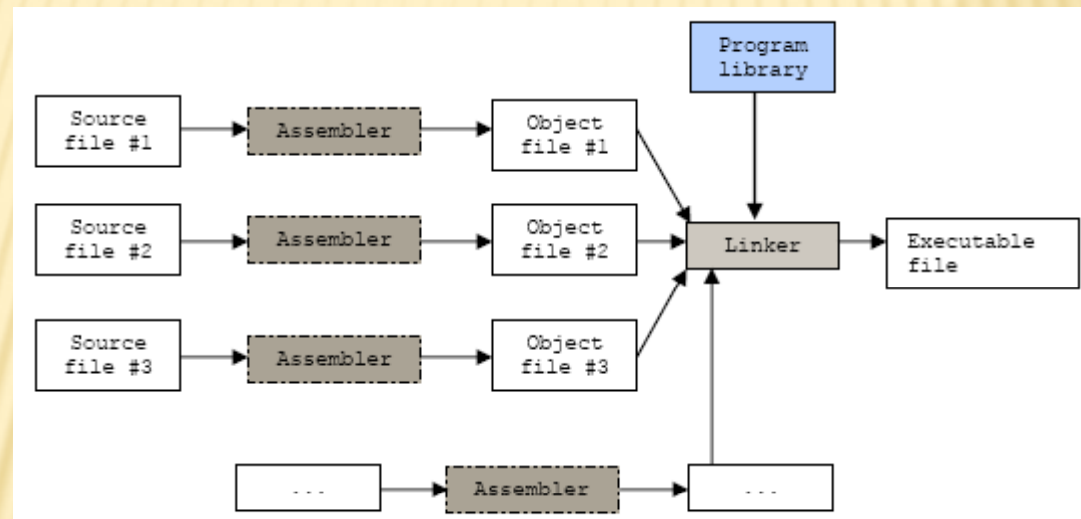 Program
library
Source
file #1
Assembler
Object
file #1
Source
file #2
Assembler
Object
file #2
Linker
Executable
file
Source
file #3
Assembler
Object
file #3
...
Assembler
...